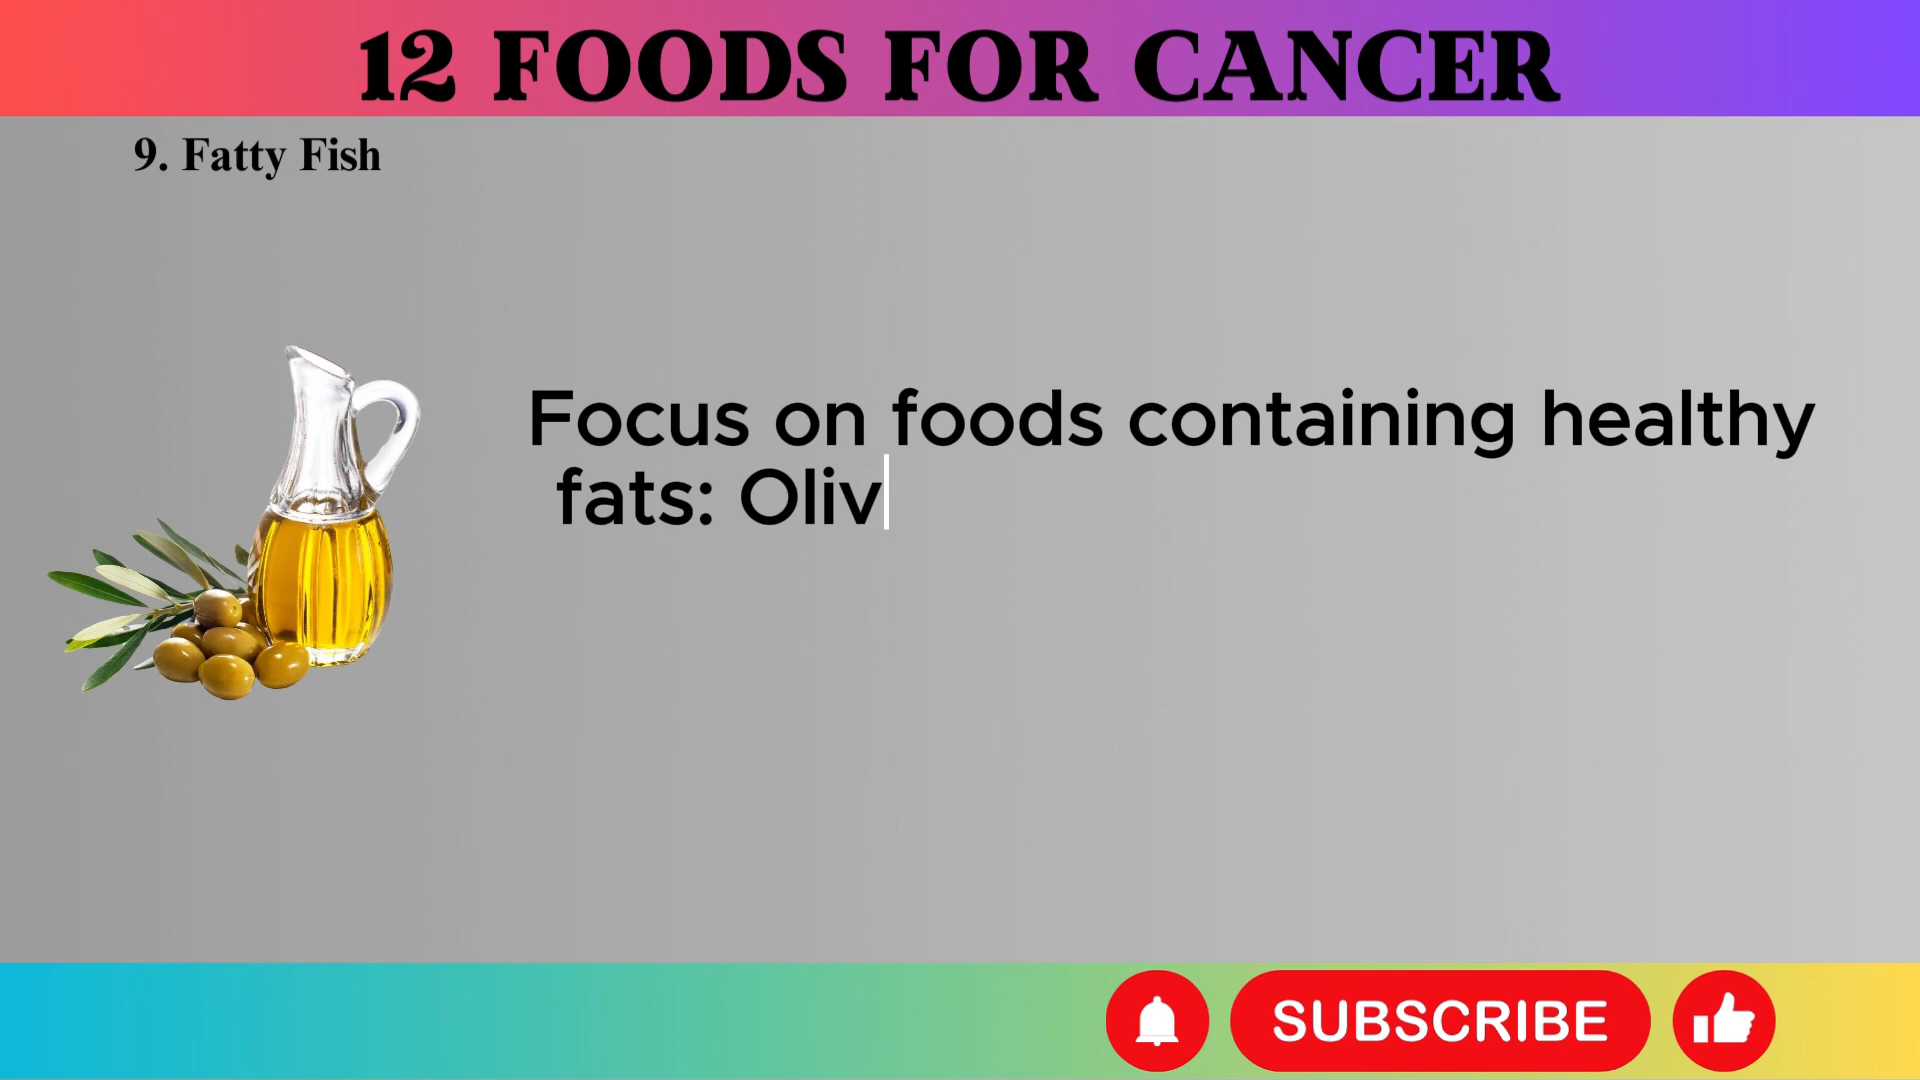 12 FOODS FOR CANCER
9. Fatty Fish
Focus on foods containing healthy
fats: Oliv
SUBSCRIBE